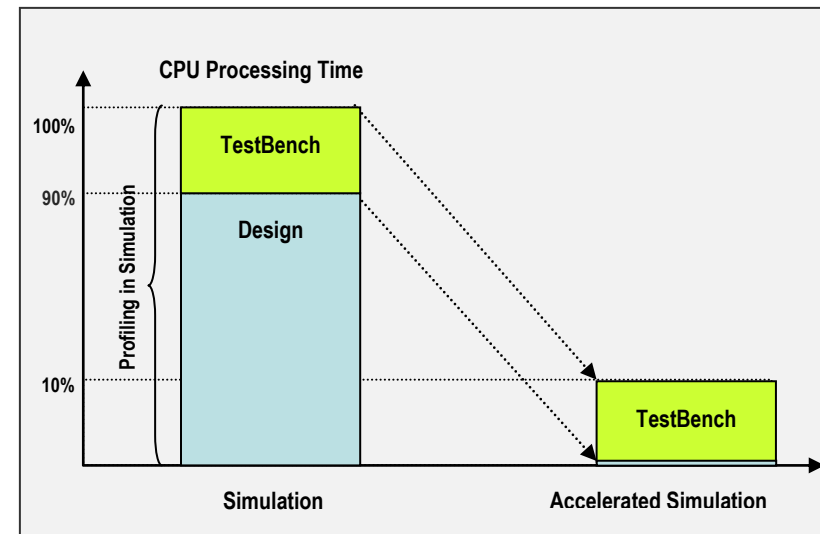 CPU Processing Time
100%
TestBench
90%
Design
Profiling in Simulation
10%
TestBench
Simulation
Accelerated Simulation